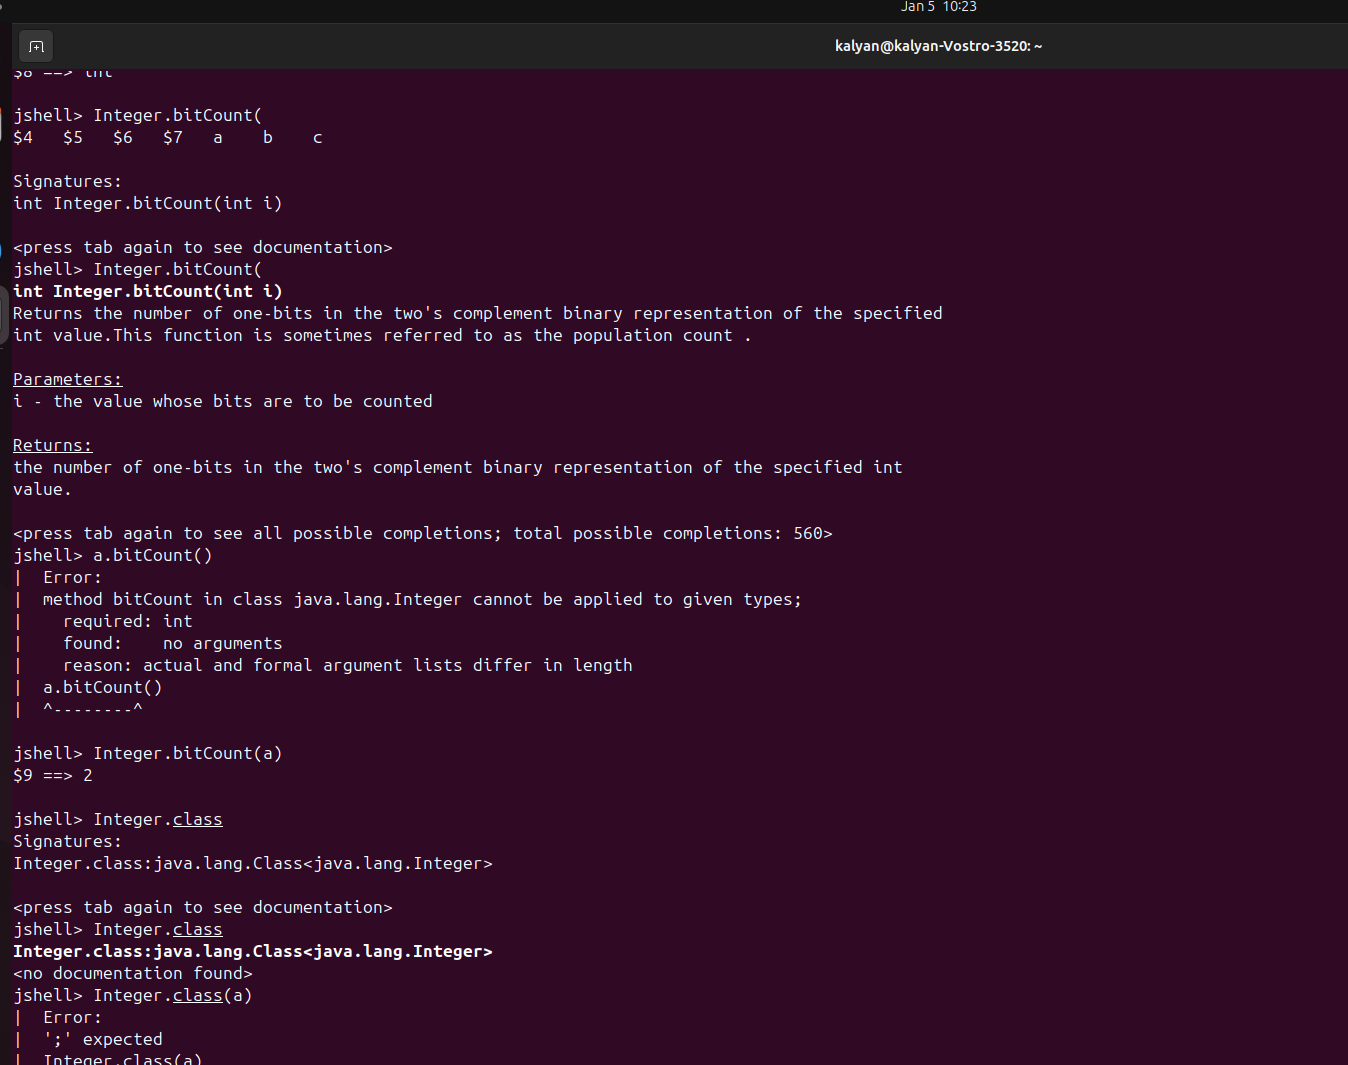 Jan 5 10:23
kalyan@kalyan-Vostro-3520: ~
$8 ==> int
jshell> Integer.bitCount(
$4 $5 $6 $7 a b c
Signatures:
int Integer.bitCount(int i)
<press tab again to see documentation>
jshell> Integer.bitCount(
int Integer.bitCount(int i)
Returns the number of one-bits in the two's complement binary representation of the specified
int value.This function is sometimes referred to as the population count .
Parameters:
i - the value whose bits are to be counted
Returns:
the number of one-bits in the two's complement binary representation of the specified int
value.
<press tab again to see all possible completions; total possible completions: 560>
jshell> a.bitCount()
| Error:
| method bitCount in class java.lang.Integer cannot be applied to given types;
| required: int
| found: no arguments
| reason: actual and formal argument lists differ in length
| a.bitCount()
| ^--------^
jshell> Integer.bitCount(a)
$9 ==> 2
jshell> Integer.class
Signatures:
Integer.class:java.lang.Class<java.lang.Integer>
<press tab again to see documentation>
jshell> Integer.class
Integer.class:java.lang.Class<java.lang.Integer>
<no documentation found>
jshell> Integer.class(a)
| Error:
| ';' expected
| Integer.class(a)